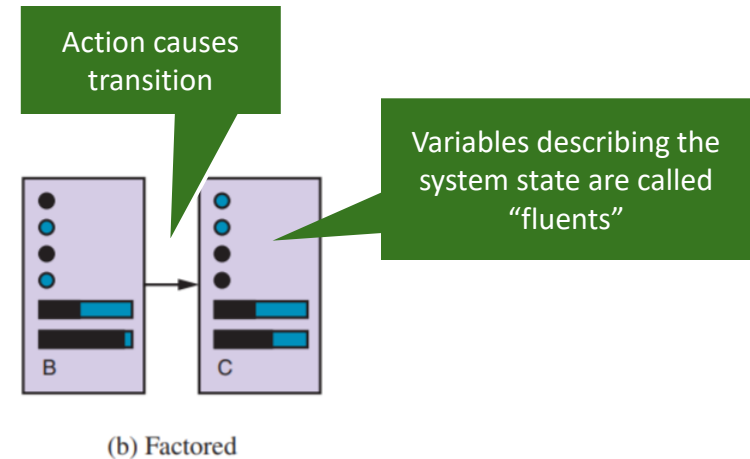 Action causes
transition
Variables describing the
system state are called
“fluents”
B
C
(b) Factored